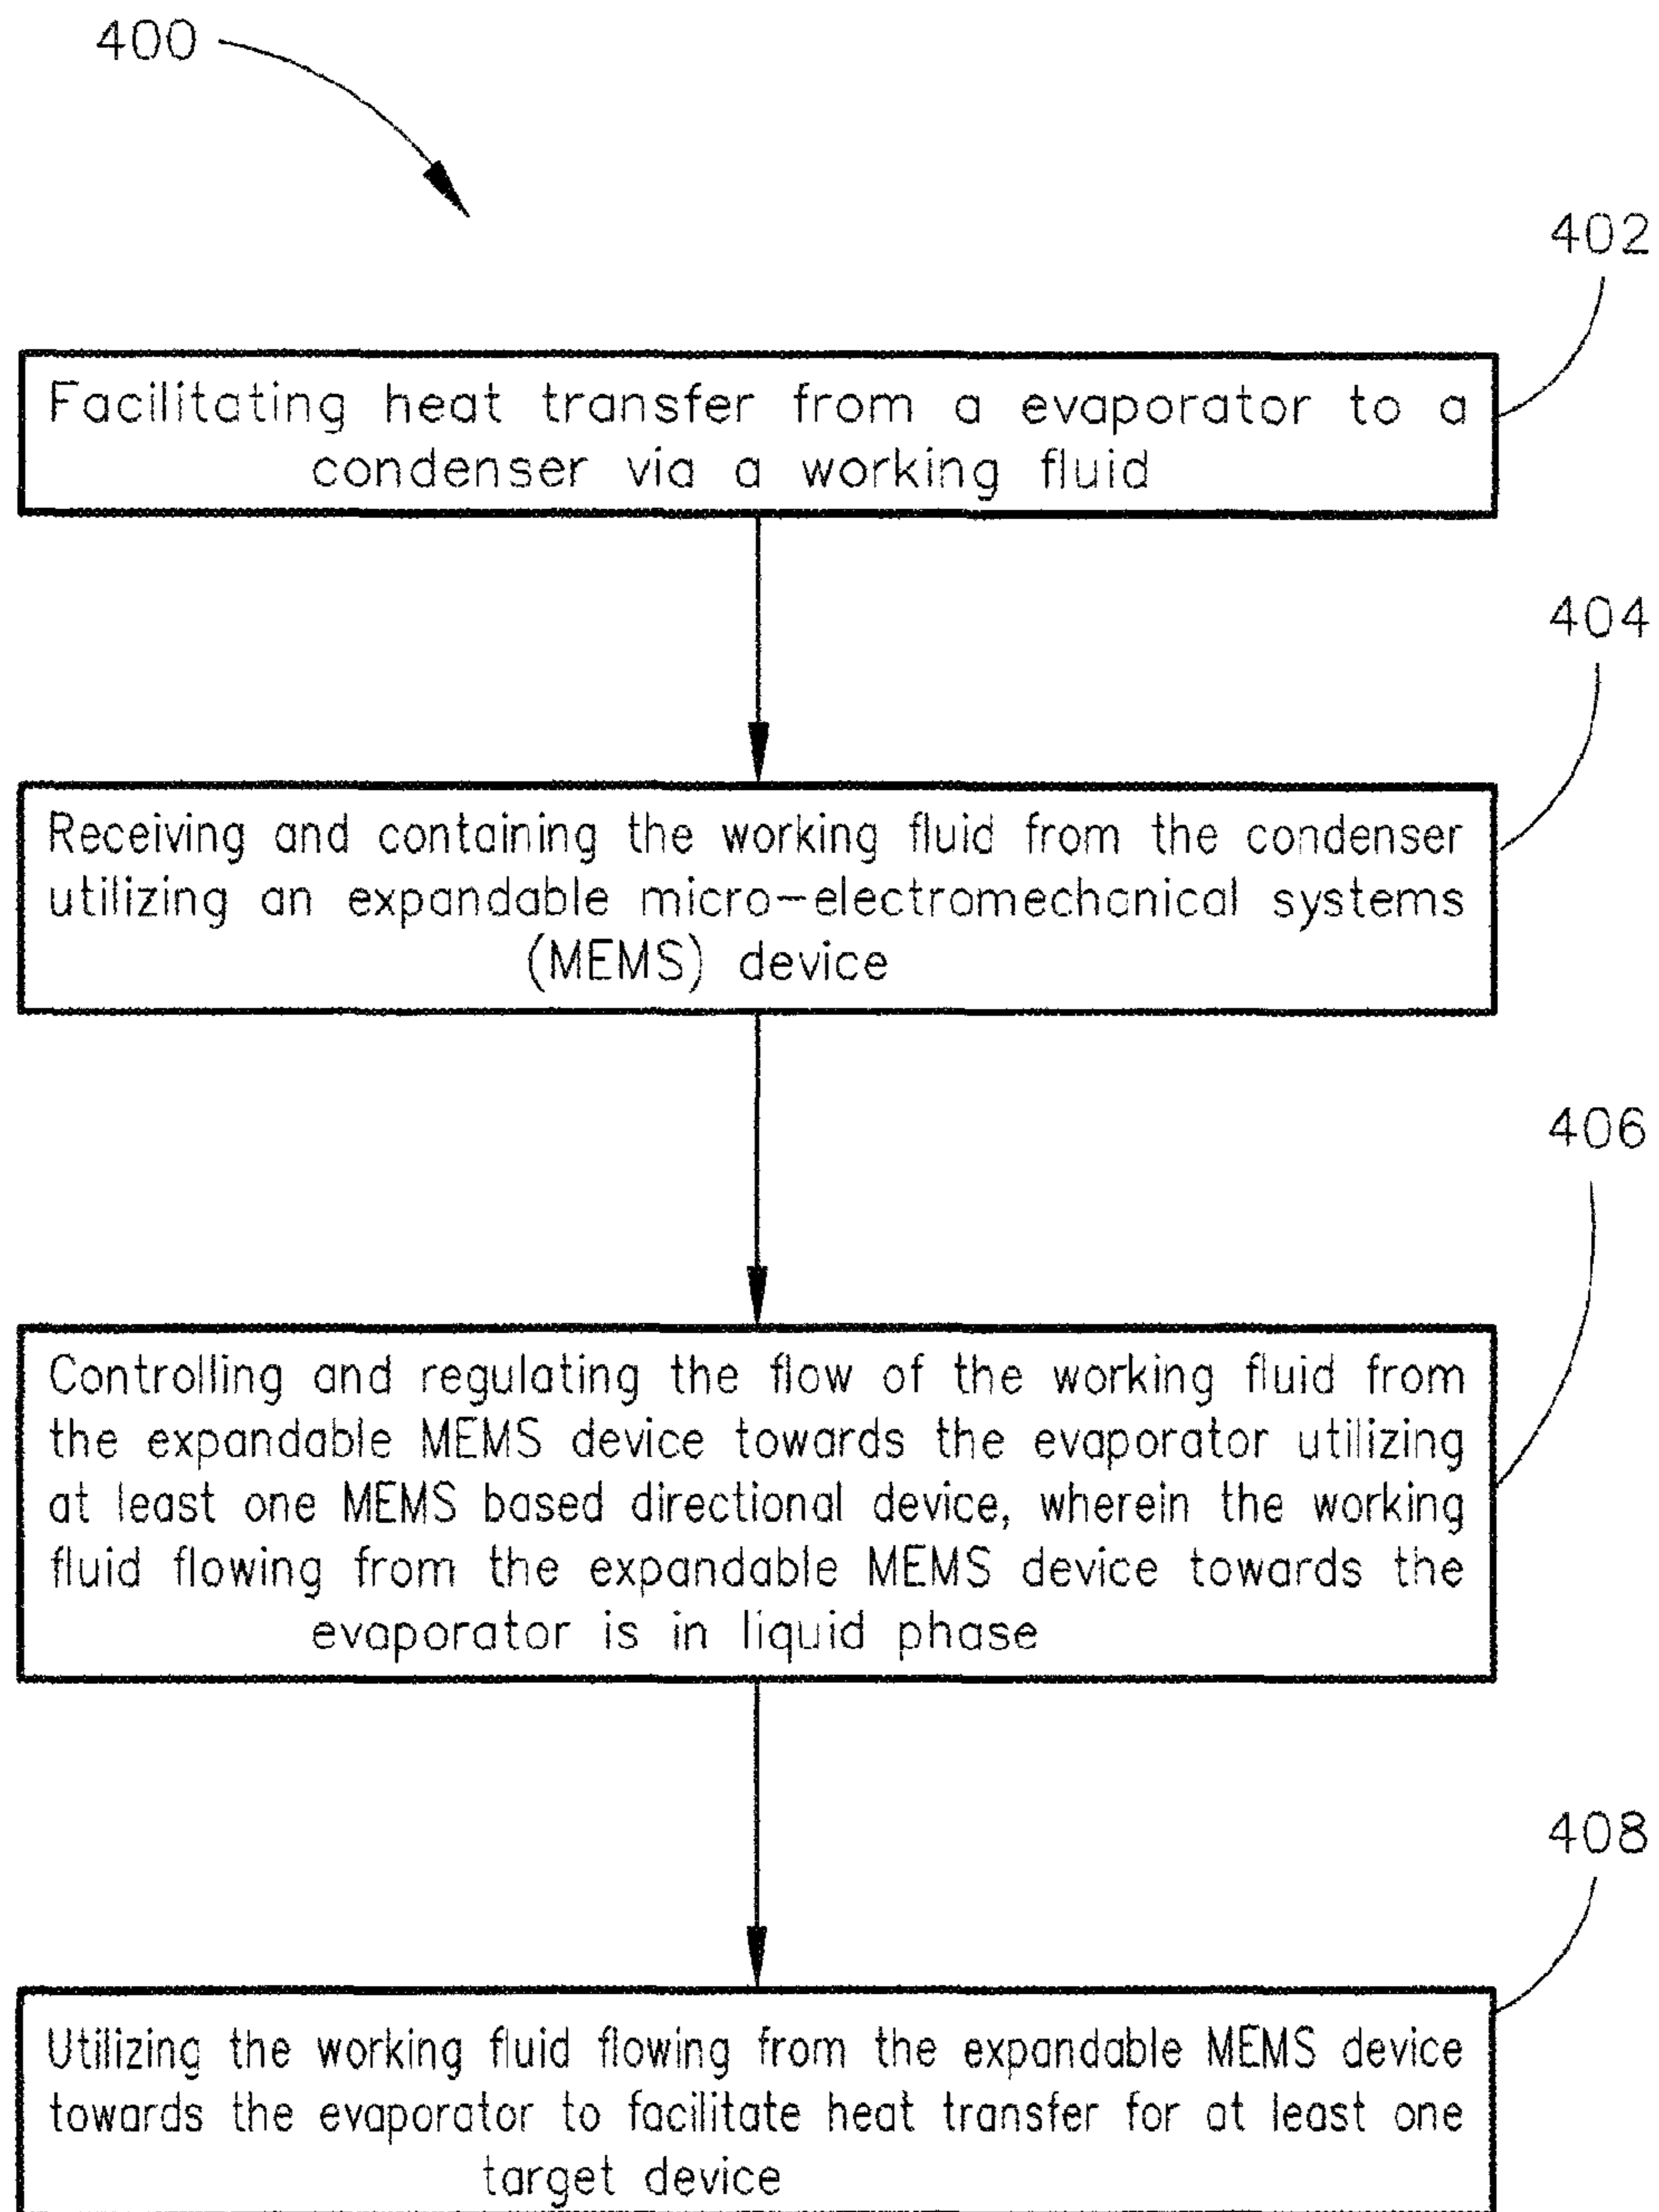 400
402
Facilitating heat transfer from a evaporator to a
condenser via a working fluid
404
Receiving and containing the working fluid from the condenser
utilizing an expandable micro-electromechanical systems
(MEMS) device
406
Controlling and regulating the flow of the working fluid from
the expandable MEMS device towards the evaporator utilizing
at least one MEMS based directional device, wherein the working
fluid flowing from the expandable MEMS device towards the
evaporator is in liquid phase
408
Utilizing the working fluid flowing from the expandable MEMS device
towards the evaporator to facilitate heat transfer for at least one
target device